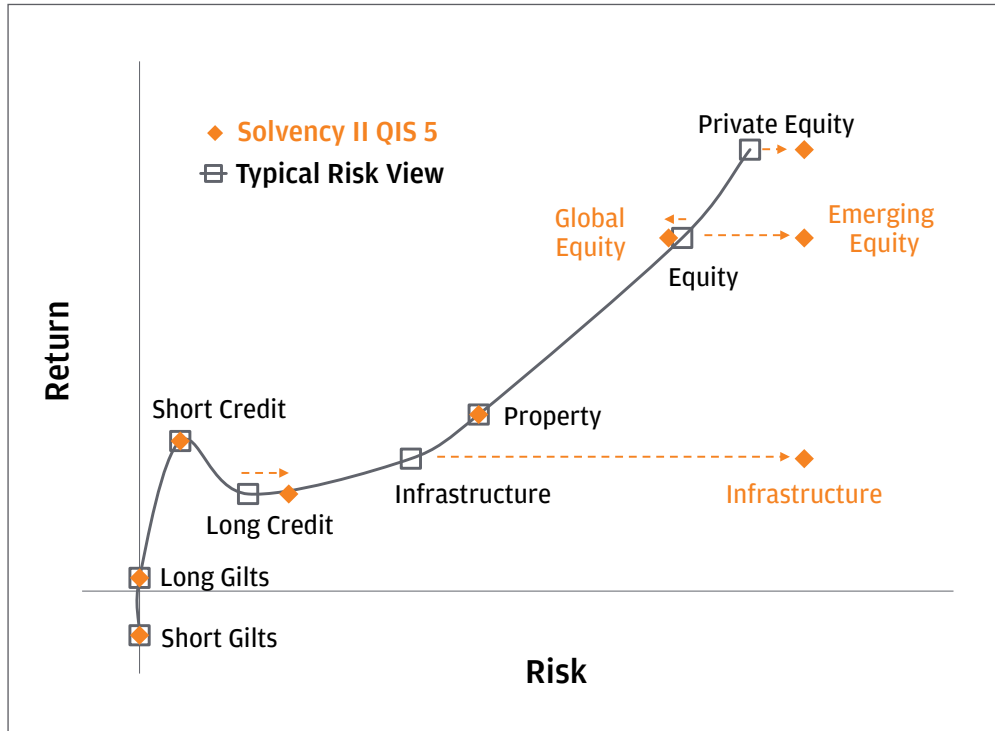 Solvency II QIS 5
Typical Risk View
Private Equity
Global
Equity
Emerging
Equity
Equity
Return
Short Credit
Property
Infrastructure
Infrastructure
Long Credit
Long Gilts
Short Gilts
Risk